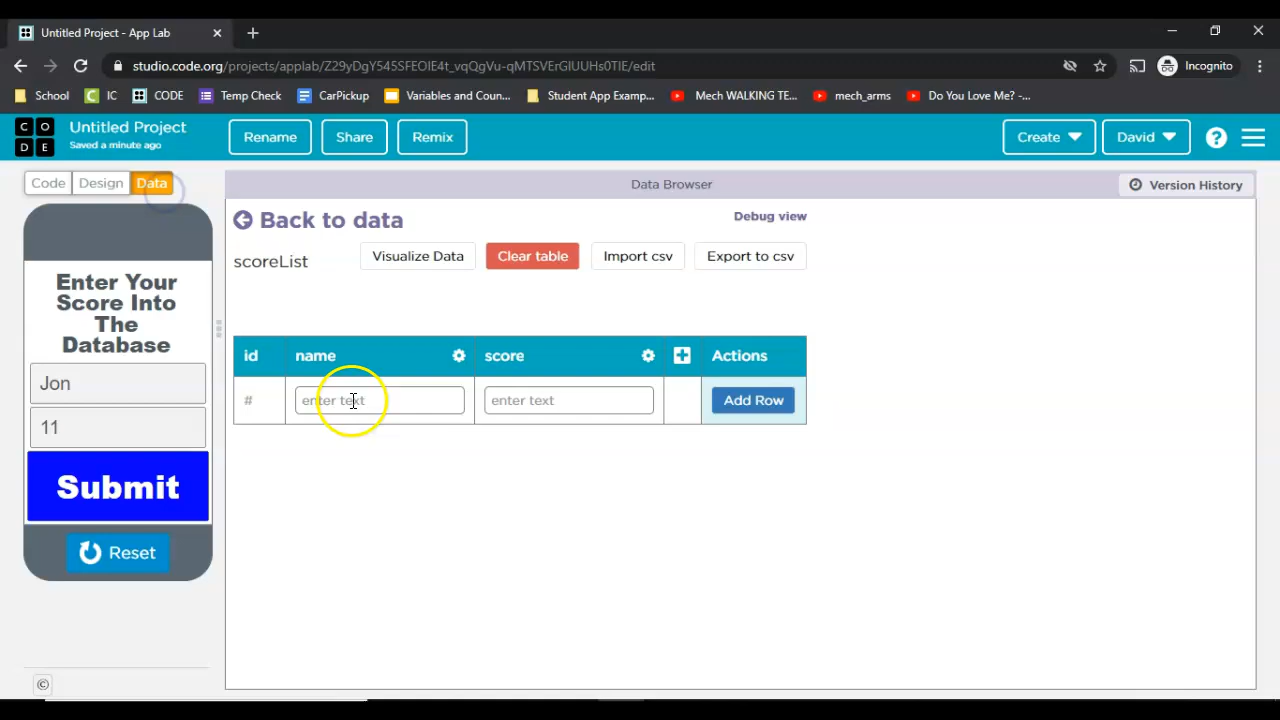 Untitled Project - App Lab
studio.code.org/projects/applab/Z29yDgY545SFEOIE4t_vqQgVu-qMTSVErGIUUHs0TIE/edit
Incognito
School
IC
CODE
Temp Check
CarPickup
Variables and Coun...
Student App Examp...
Mech WALKING TE...
mech_arms
Do You Love Me? -...
C O
D E
Untitled Project
Saved a minute ago
Rename
Share
Remix
Create
David
?
Code
Design
Data
Data Browser
Version History
Back to data
Debug view
scoreList
Visualize Data
Clear table
Import csv
Export to csv
id
name
score
Actions
#
enter text
enter text
Add Row
Enter Your
Score Into
The
Database
Jon
11
Submit
Reset
©